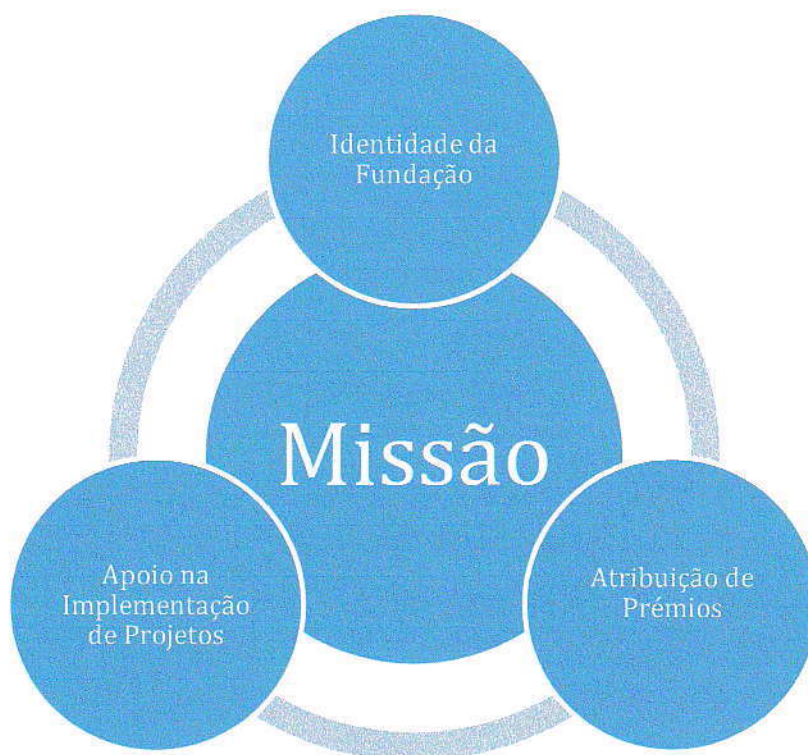 Identidade da
Fundação
Missão
Apoio na
Implementação
de Projetos
Atribuição de
Prémios